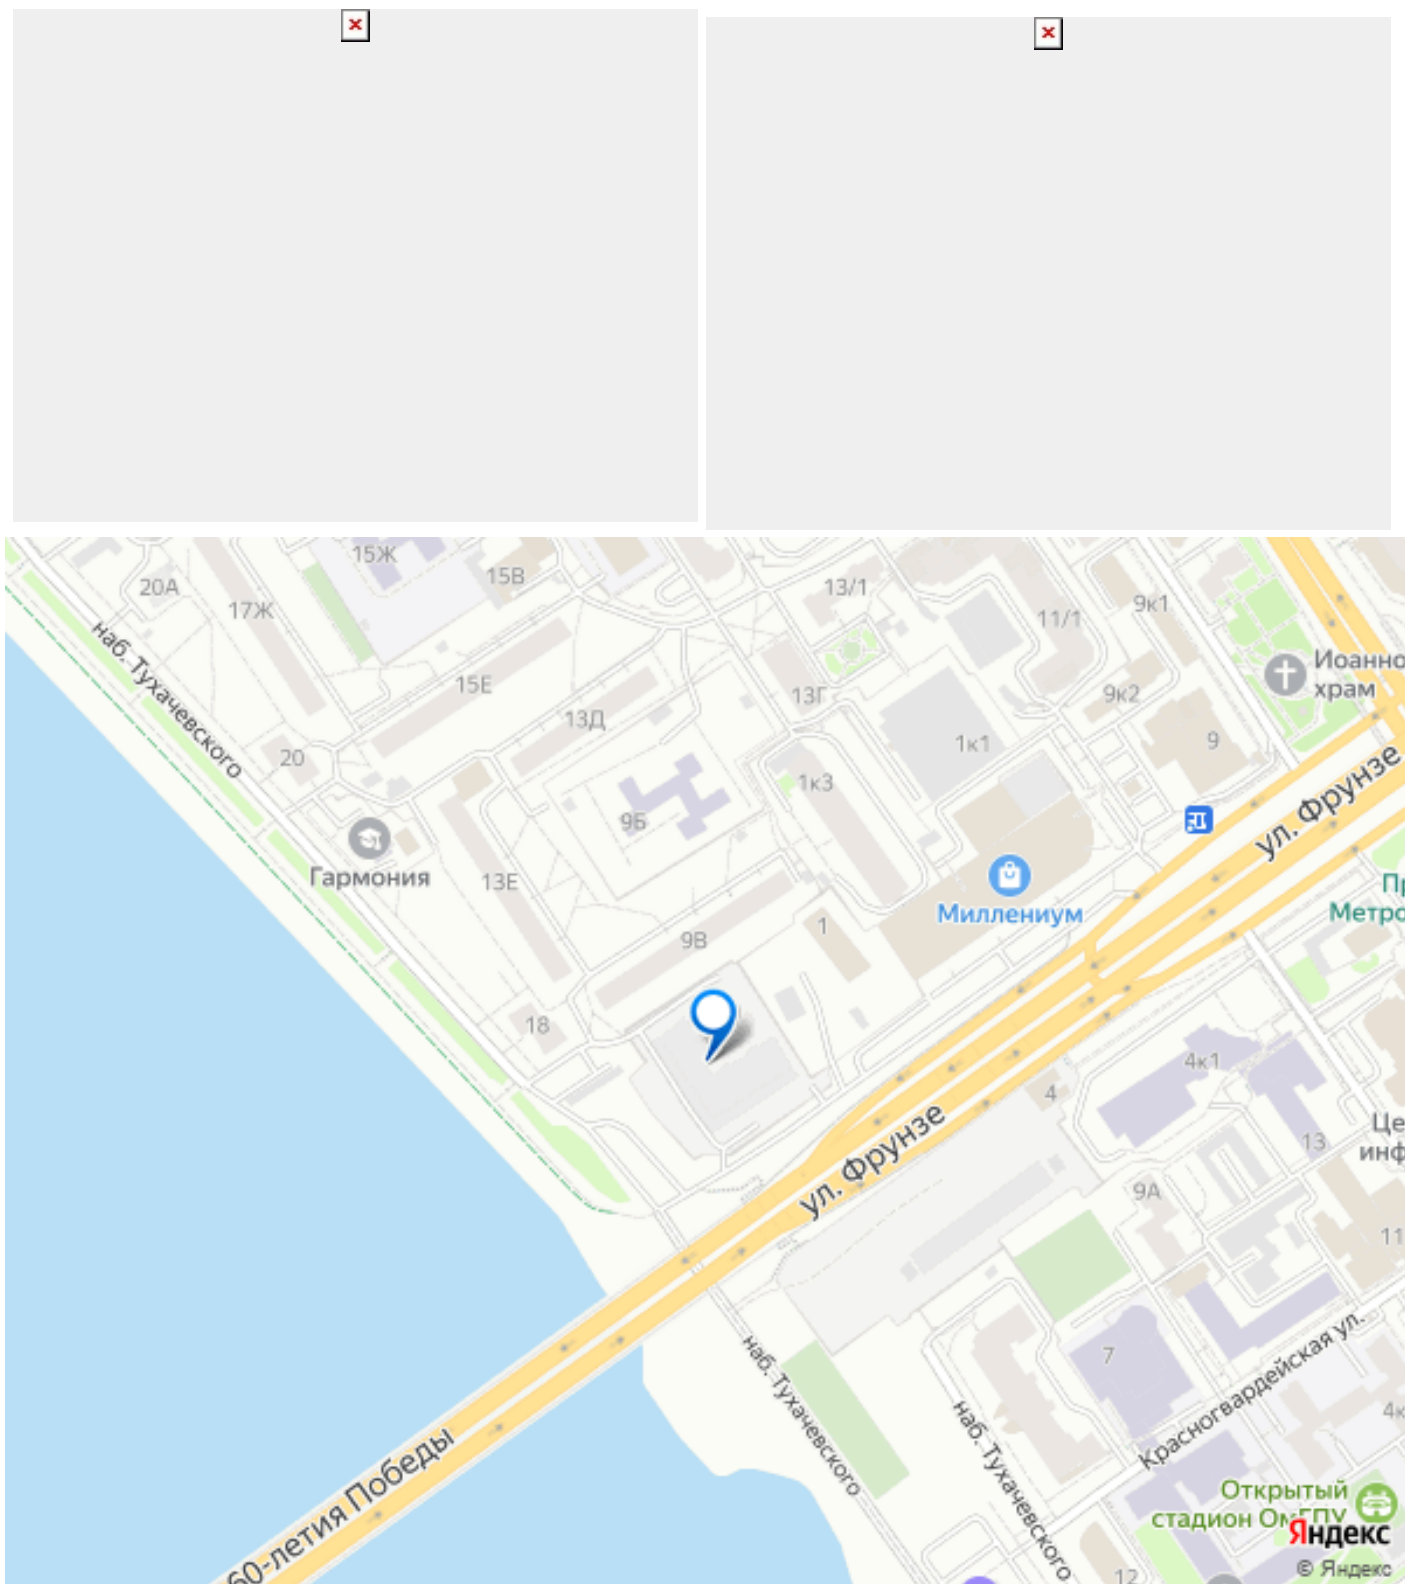 15Ж
20А
15В
17Ж
13/1
9к1
11/1
наб. Тухачевского
Иоанно
храм
15Е
13Г
9к2
13Д
20
1к1
9
1к3
ул. Фрунзе
9Б
Гармония
13Е
Миллениум
Пр
Метро
1
9В
18
4к1
4
ул. Фрунзе
Це
инф
13
9А
11
наб. Тухачевского
7
Красногвардейская ул.
наб. Тухачевского
4к
60-летия Победы
Открытый
стадион ОмГПУ
Яндекс
© Яндекс
12